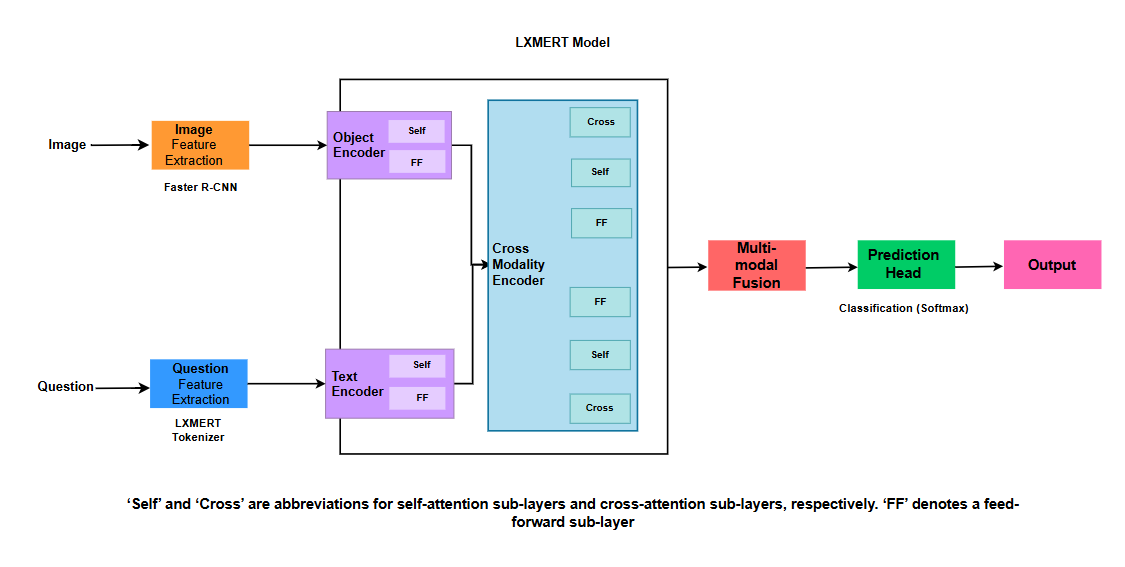 LXMERT Model
Image
Image
Feature
Extraction
Faster R-CNN
Object
Encoder
Self
FF
Question
Question
Feature
Extraction
LXMERT
Tokenizer
Text
Encoder
Self
FF
Cross
Modality
Encoder
Cross
Self
FF
FF
Self
Cross
Multi-
modal
Fusion
Prediction
Head
Classification (Softmax)
Output
‘Self’ and ‘Cross’ are abbreviations for self-attention sub-layers and cross-attention sub-layers, respectively. ‘FF’ denotes a feed-
forward sub-layer